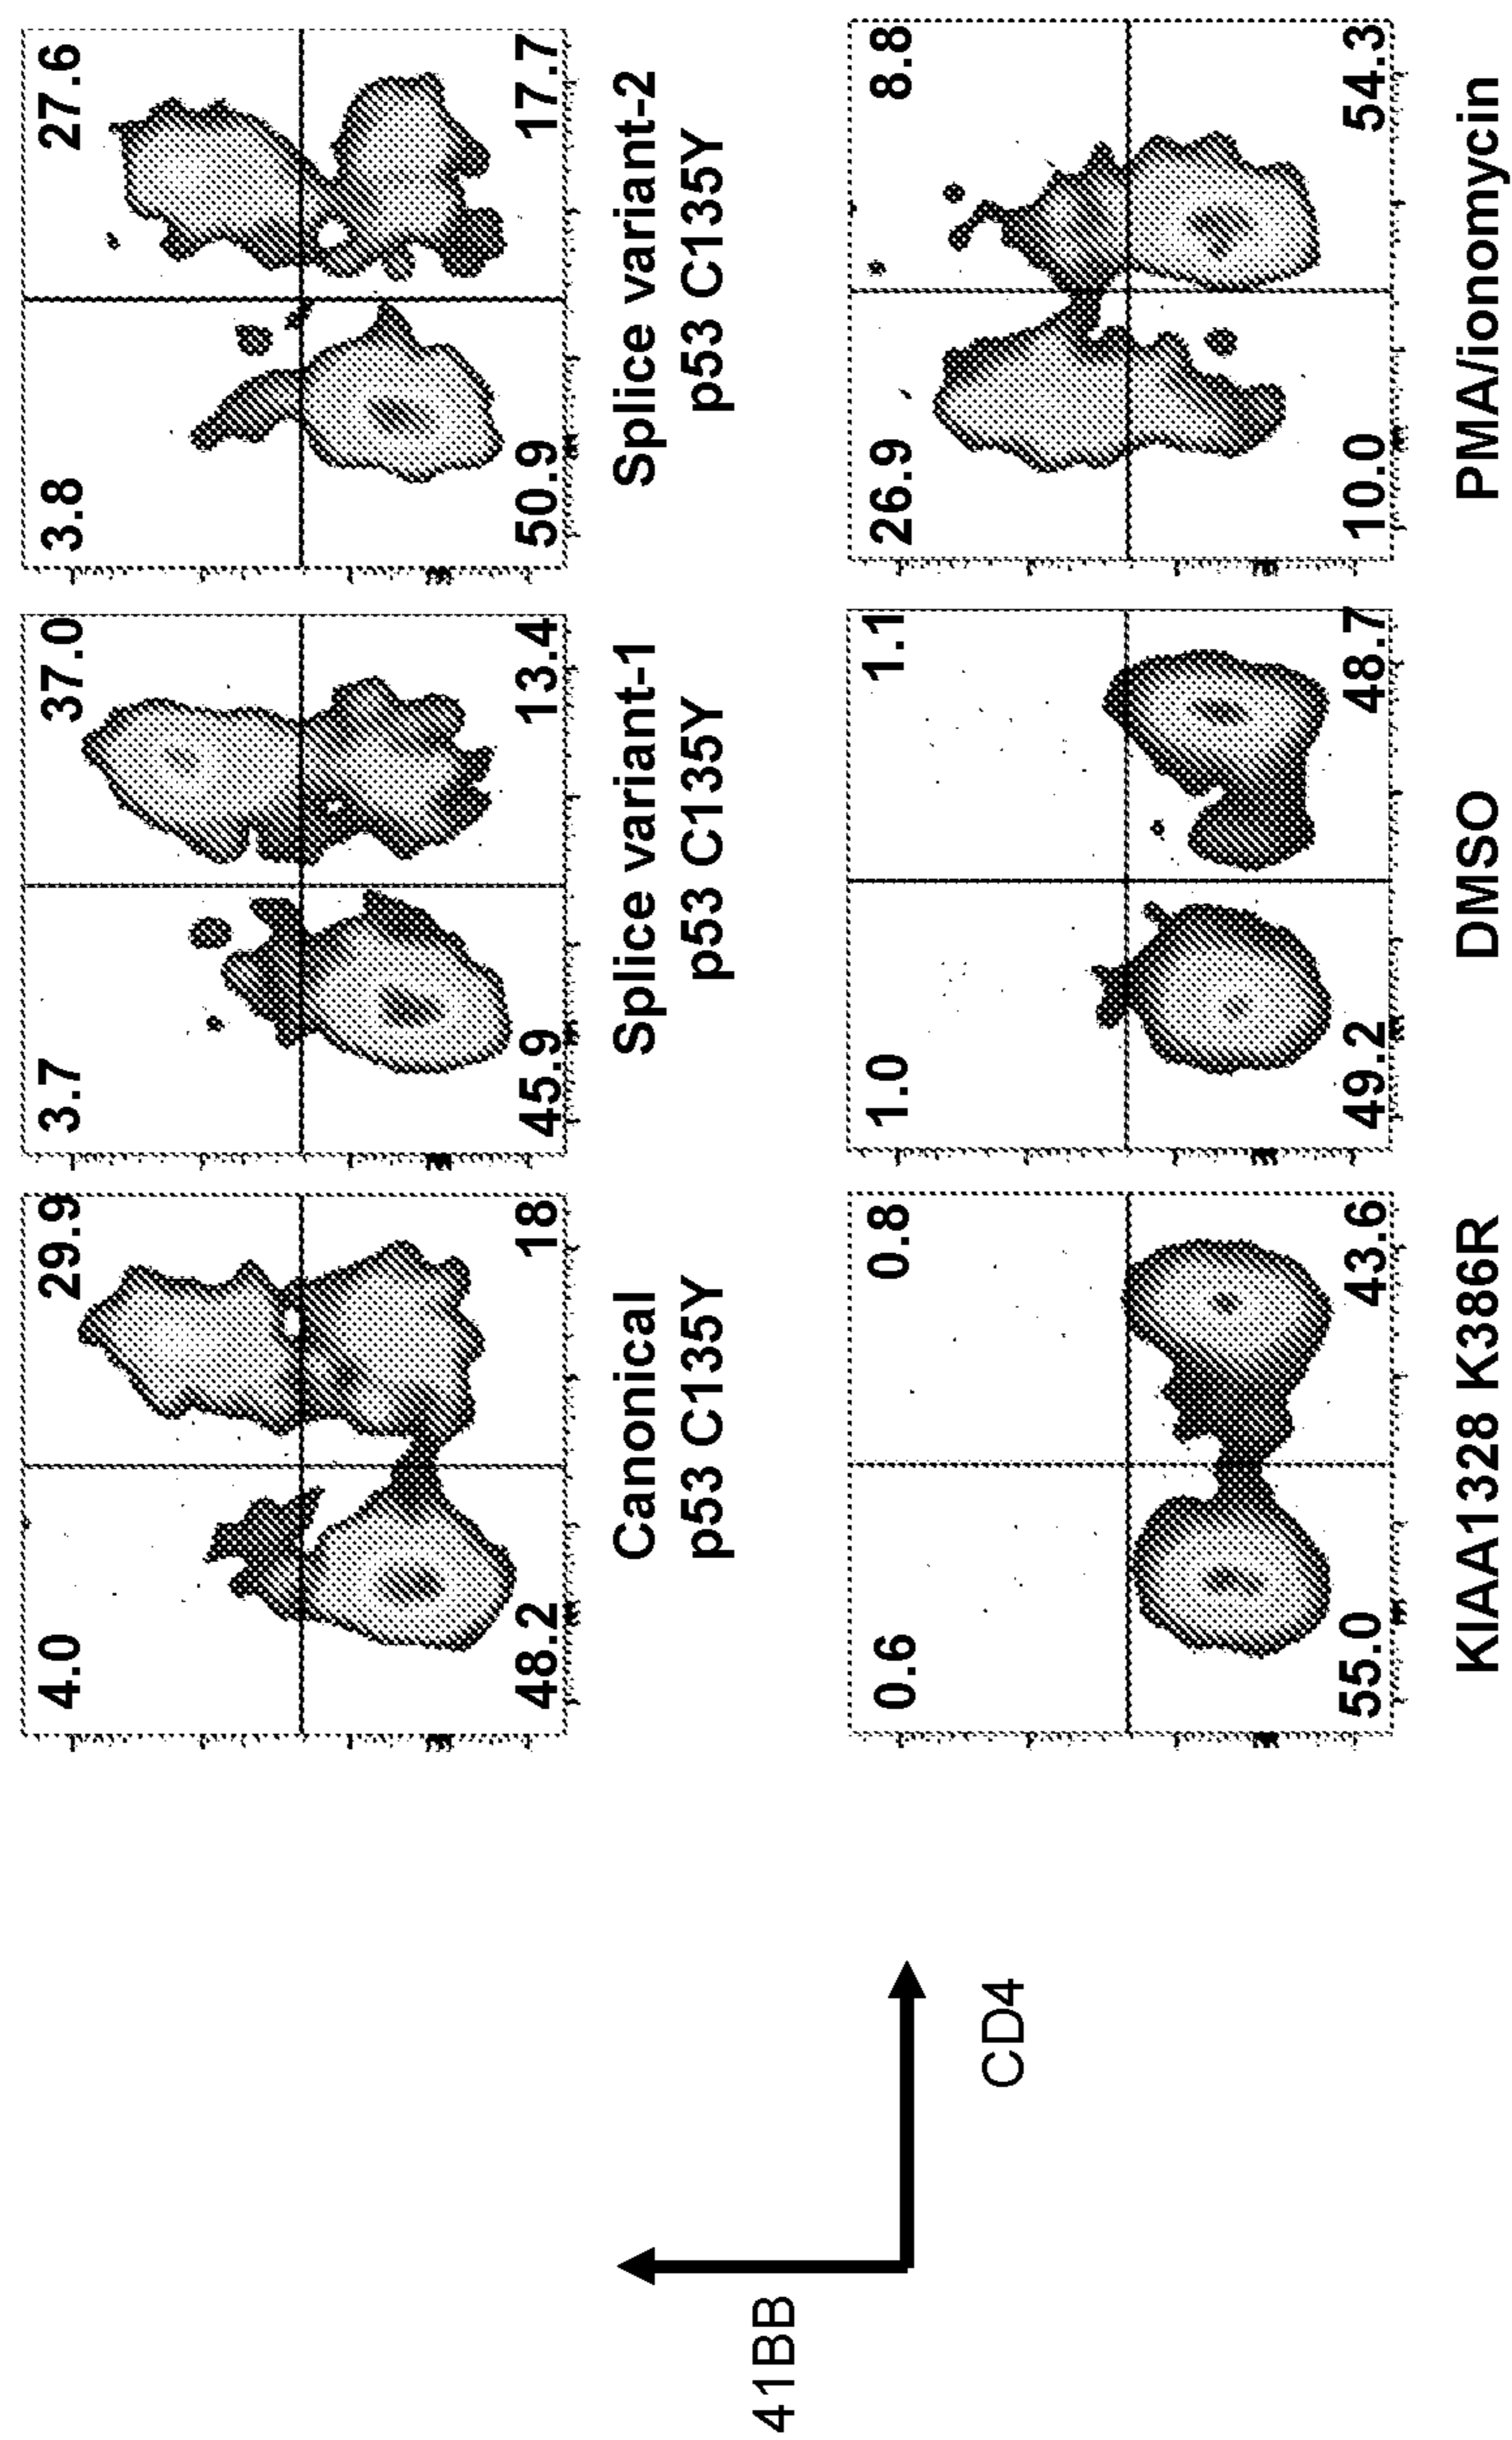 4.0 29.9 3.7 37.0 3.8 27.6
48.2 18 45.9 13.4 50.9 17.7
Canonical Splice variant-1 Splice variant-2
p53 C135Y p53 C135Y p53 C135Y
41BB
0.6 0.8 1.0 1.1 26.9 8.8
CD4
55.0 43.6 49.2 48.7 10.0 54.3
KIAA1328 K386R DMSO PMA/ionomycin